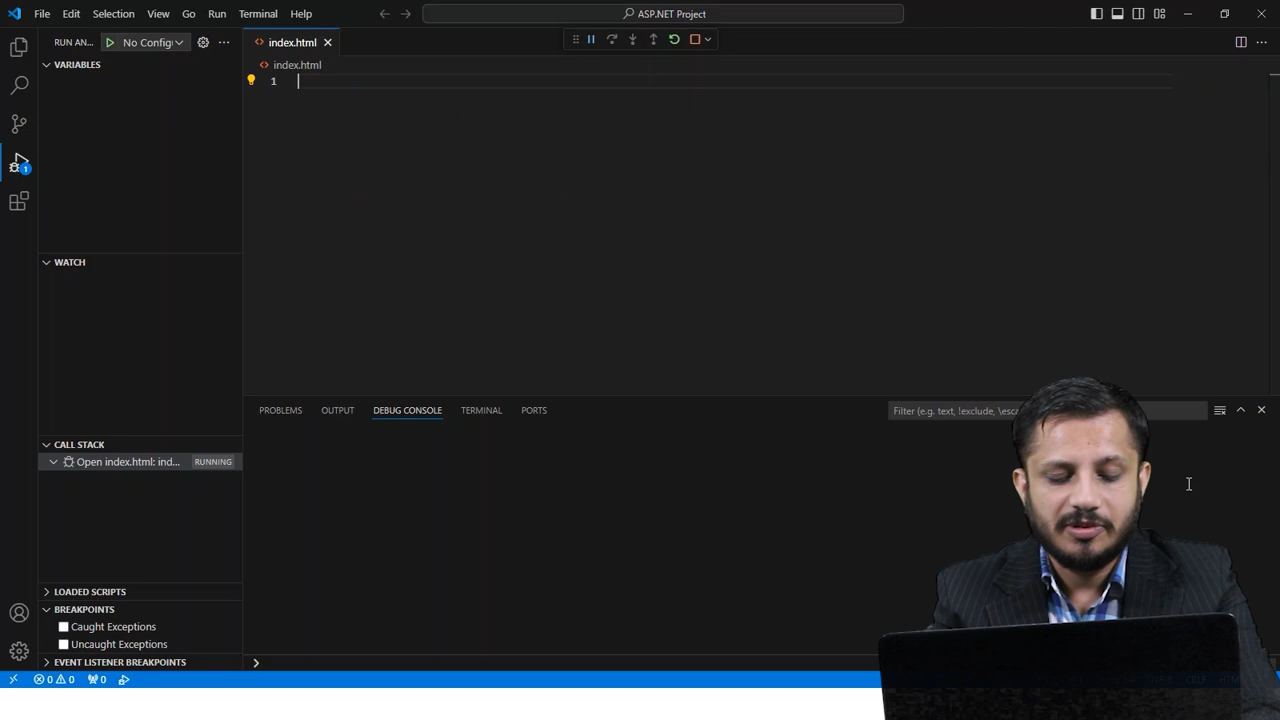 File Edit Selection View Go Run Terminal Help
ASP.NET Project
RUN AN... No Config
index.html
index.html
1
VARIABLES
WATCH
CALL STACK
Open index.html: ind... RUNNING
LOADED SCRIPTS
BREAKPOINTS
Caught Exceptions
Uncaught Exceptions
EVENT LISTENER BREAKPOINTS
PROBLEMS OUTPUT DEBUG CONSOLE TERMINAL PORTS
Filter (e.g. text, !exclude, \esca
1
0 0 0